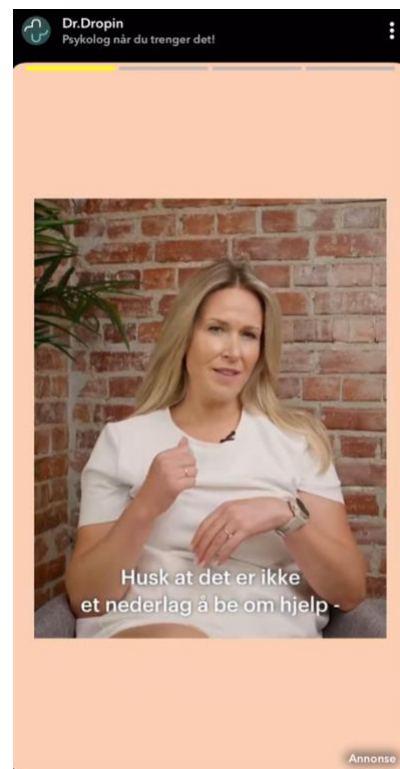 Dr.Dropin
Psykolog når du trenger det!
Husk at det er ikke
et nederlag å be om hjelp -
Annonse